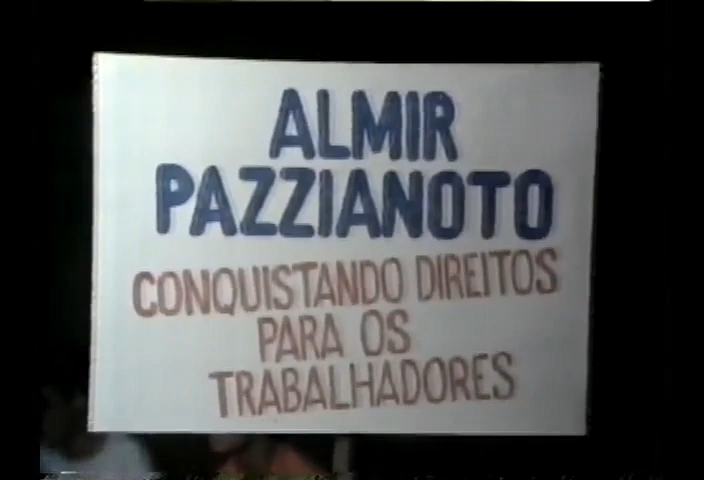 ALMIR
PAZZIANOTO
CONQUISTANDO DIREITOS
PARA OS
TRABALHADORES